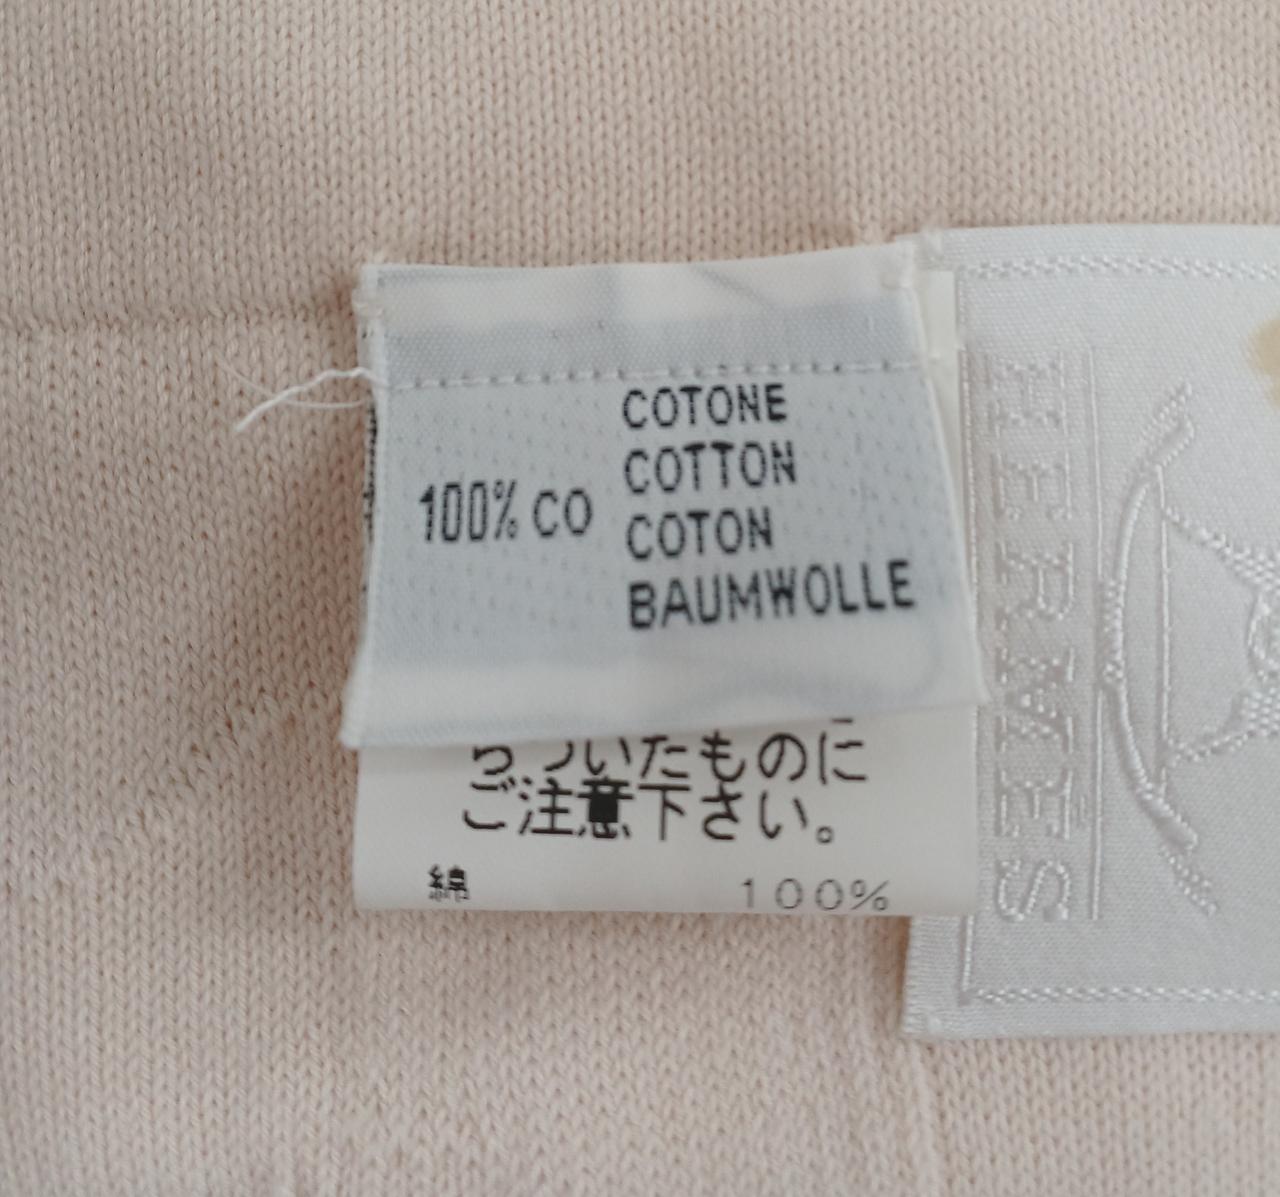 COTONE
COTTON
100% CO
COTON
BAUMWOLLE
ついたものに
ご注意下さい。
綿 100%
HERMÈS